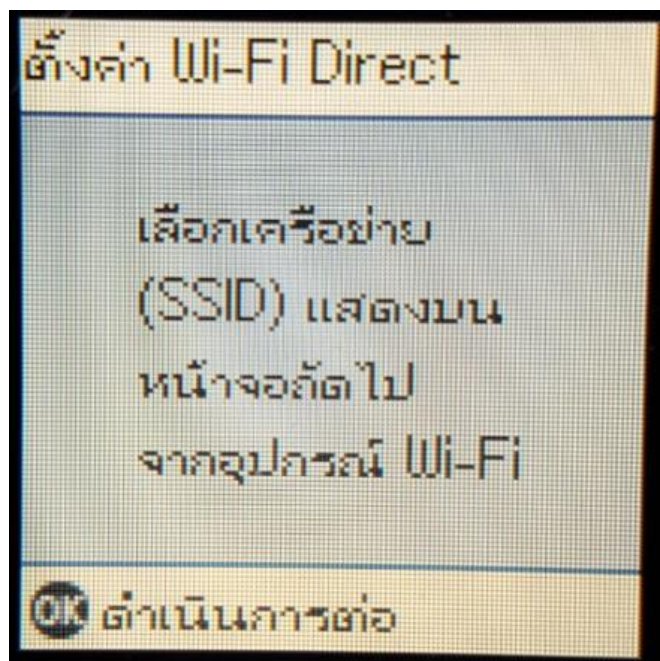 ตั้งค่า Wi-Fi Direct
เลือกเครือข่าย
(SSID) แสดงบน
หน้าจอถัดไป
จากอุปกรณ์ Wi-Fi
OK ดำเนินการต่อ